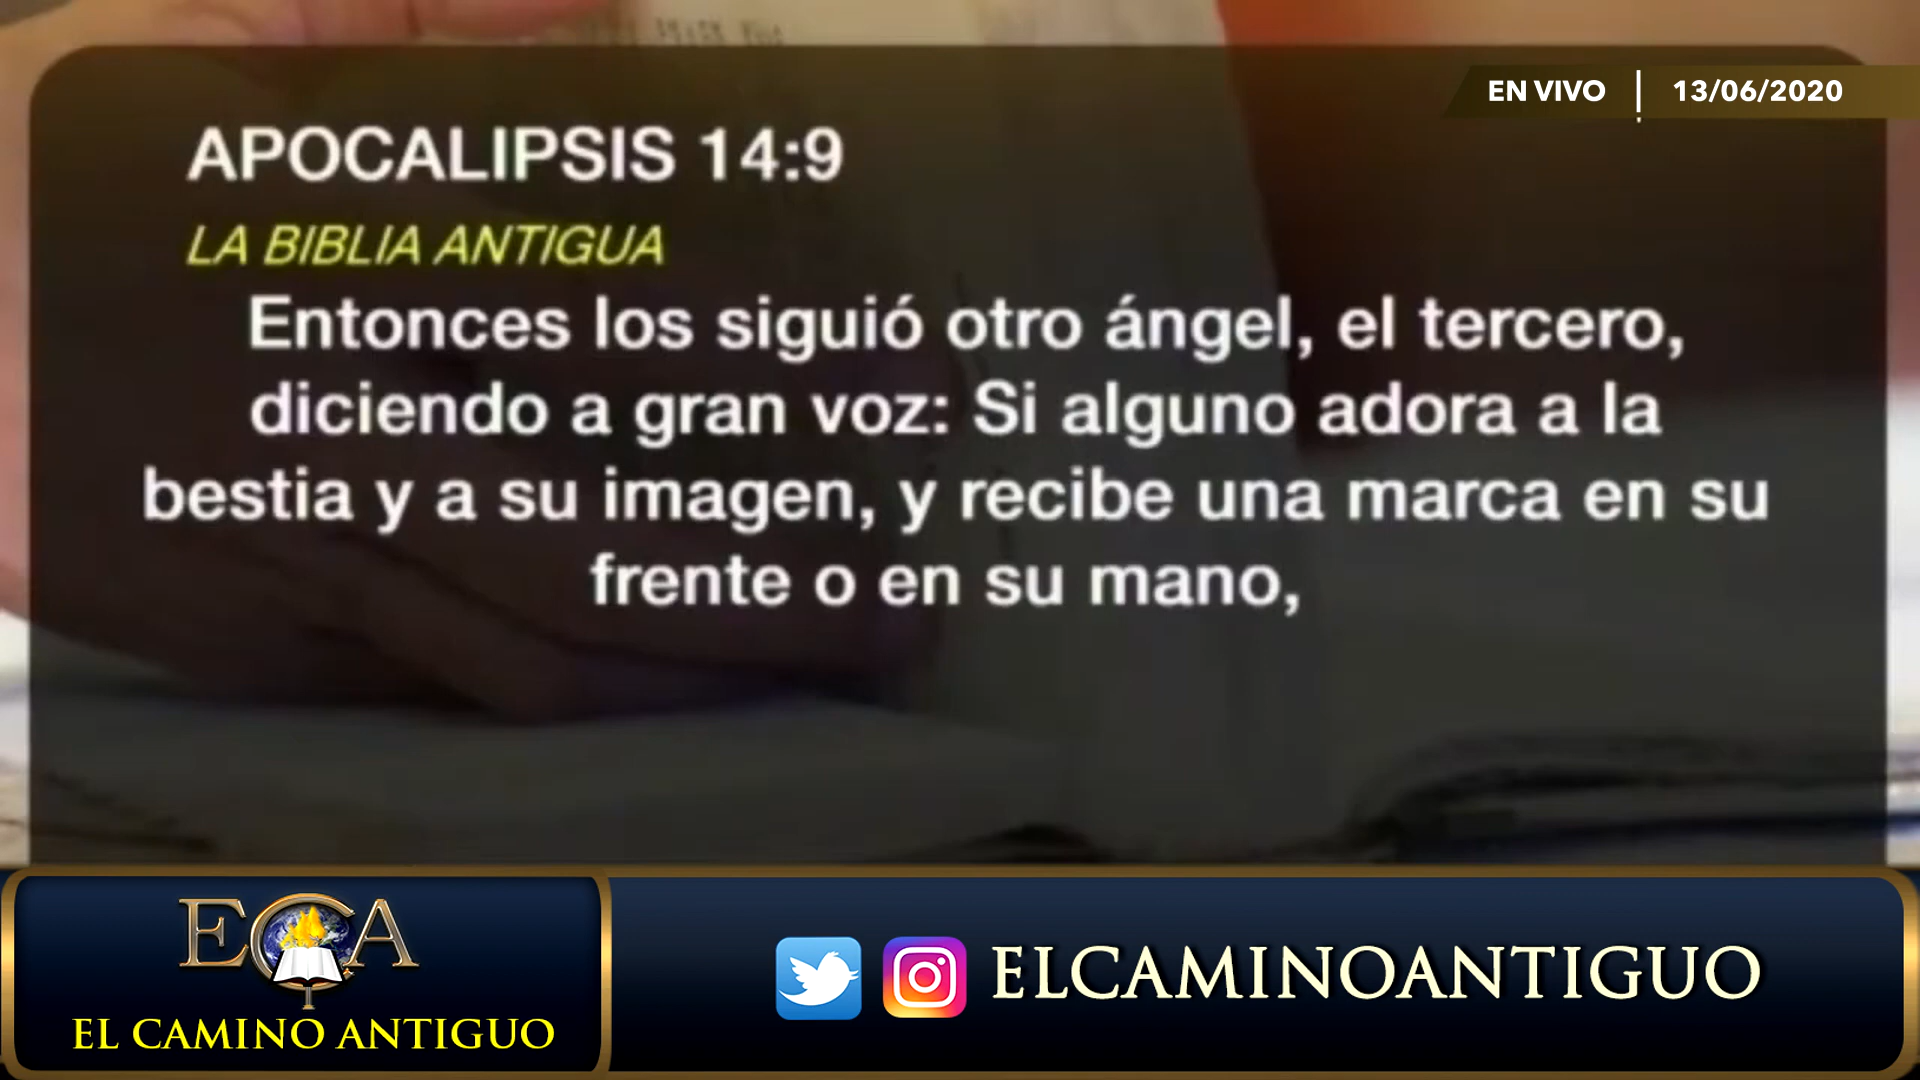 EN VIVO | 13/06/2020
APOCALIPSIS 14:9
LA BIBLIA ANTIGUA
Entonces los siguió otro ángel, el tercero,
diciendo a gran voz: Si alguno adora a la
bestia y a su imagen, y recibe una marca en su
frente o en su mano,
ECA
EL CAMINO ANTIGUO
ELCAMINOANTIGUO